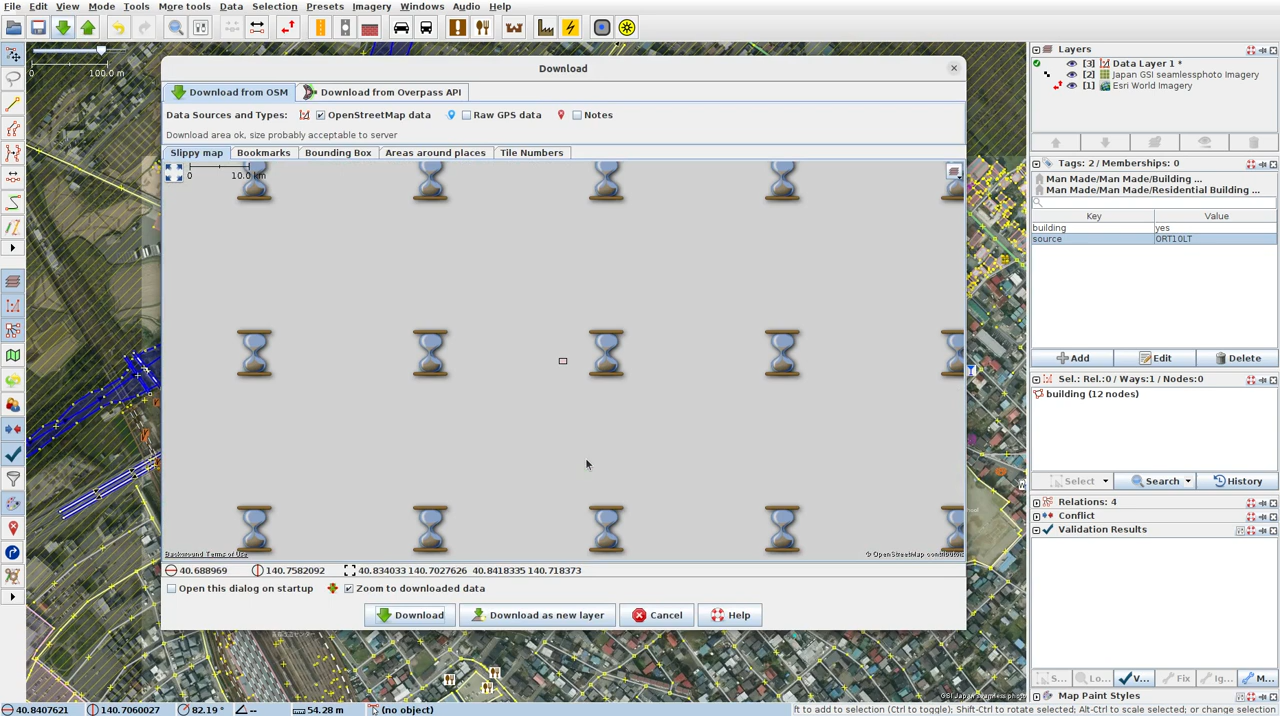 File Edit View Mode Tools More tools Data Selection Presets Imagery Windows Audio Help
0 100.0 m
Download
Download from OSM Download from Overpass API
Data Sources and Types: OpenStreetMap data Raw GPS data Notes
Download area ok, size probably acceptable to server
Slippy map Bookmarks Bounding Box Areas around places Tile Numbers
0 10.0 km
Background Terms of Use
© OpenStreetMap contributors
40.688969 140.7582092 40.834033 140.7027626 40.8418335 140.718373
Open this dialog on startup Zoom to downloaded data
Download Download as new layer Cancel Help
Layers
[3] Data Layer 1 *
[2] Japan GSI seamlessphoto Imagery
[1] Esri World Imagery
Tags: 2 / Memberships: 0
Man Made/Man Made/Building ...
Man Made/Man Made/Residential Building ...
Key Value
building yes
source 0RT10LT
Add Edit Delete
Sel.: Rel.:0 / Ways:1 / Nodes:0
building (12 nodes)
Select Search History
Relations: 4
Conflict
Validation Results
S... Lo... V... Fix Ig... M...
Map Paint Styles
40.8407621 140.7060027 82.19 ° -- 54.28 m (no object)
ft to add to selection (Ctrl to toggle); Shift-Ctrl to rotate selected; Alt-Ctrl to scale selected; or change selection